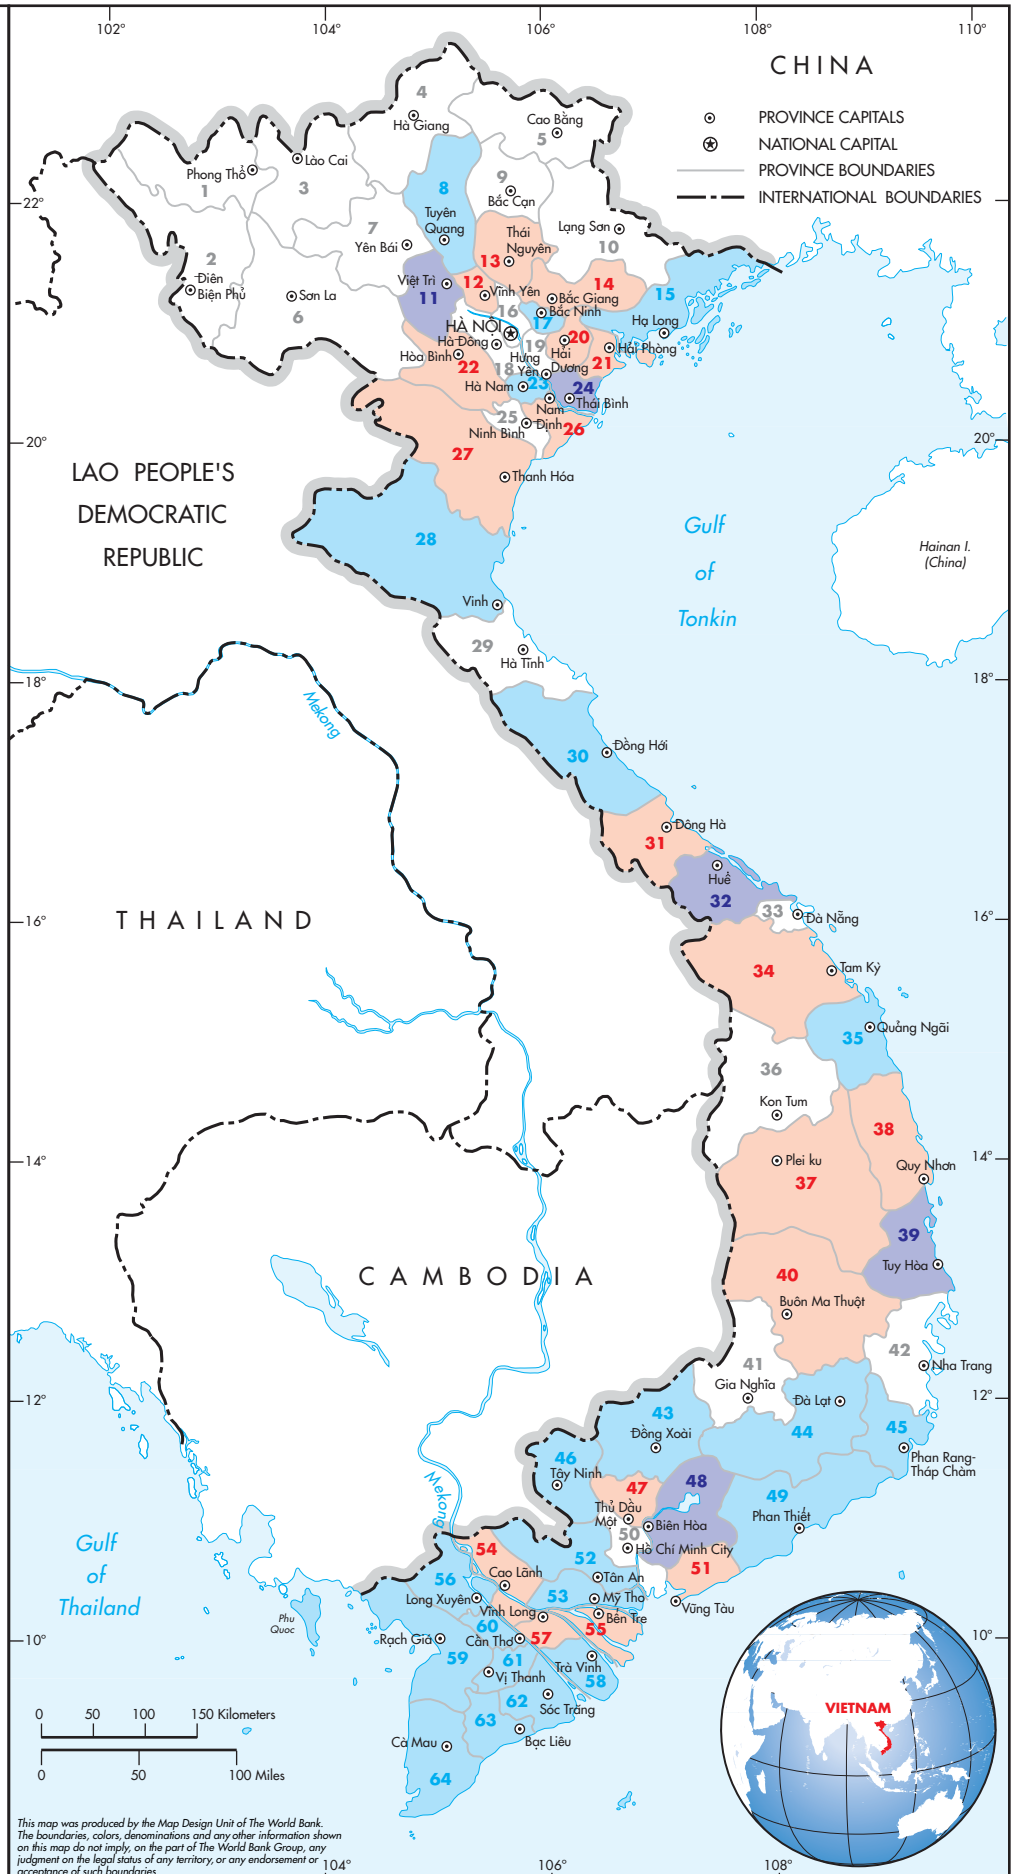 102°
104°
106°
108°
110°
CHINA
PROVINCE CAPITALS
NATIONAL CAPITAL
PROVINCE BOUNDARIES
INTERNATIONAL BOUNDARIES
4
Hà Giang
Cao Bằng
5
Lào Cai
Phong Thổ
1
3
8
9
Bắc Cạn
22°
7
Yên Bái
Tuyên
Quang
Thái
Nguyên
Lạng Sơn
10
2
Điên
Biện Phủ
Sơn La
6
Việt Trì
11
12
13
Vĩnh Yên
14
Bắc Giang
15
16
Bắc Ninh
17
Hạ Long
HÀ NỘI
Hà Đông
19
20
Hải
Dương
Hải Phòng
21
Hòa Bình
22
18
Hưng
Yên
Hà Nam
23
24
Thái Bình
25
Nam
Định
Ninh Bình
26
20°
20°
27
Thanh Hóa
LAO PEOPLE'S
DEMOCRATIC
REPUBLIC
28
Gulf
of
Tonkin
Hainan I.
(China)
Vinh
29
Hà Tĩnh
18°
18°
Mekong
30
Đồng Hới
Đông Hà
31
Huế
32
33
Đà Nẵng
16°
16°
THAILAND
34
Tam Kỳ
35
Quảng Ngãi
36
Kon Tum
38
14°
14°
Plei ku
37
Quy Nhơn
39
Tuy Hòa
CAMBODIA
40
Buôn Ma Thuột
41
Gia Nghĩa
42
Nha Trang
12°
12°
43
Đồng Xoài
Đà Lạt
44
45
Phan Rang-
Tháp Chàm
46
Tây Ninh
47
48
49
Phan Thiết
Mekong
Thủ Dầu
Một
Biên Hòa
50
Hồ Chí Minh City
51
Vũng Tàu
Gulf
of
Thailand
54
Cao Lãnh
52
Tân An
56
53
Mỹ Tho
Long Xuyên
Vĩnh Long
Bến Tre
55
Phu
Quoc
60
57
Rạch Giá
Cần Thơ
59
61
Trà Vinh
58
Vị Thanh
62
Sóc Trăng
63
Bạc Liêu
Cà Mau
64
10°
10°
VIETNAM
0 50 100 150 Kilometers
0 50 100 Miles
This map was produced by the Map Design Unit of The World Bank.
The boundaries, colors, denominations and any other information shown
on this map do not imply, on the part of The World Bank Group, any
judgment on the legal status of any territory, or any endorsement or
acceptance of such boundaries.
104°
106°
108°